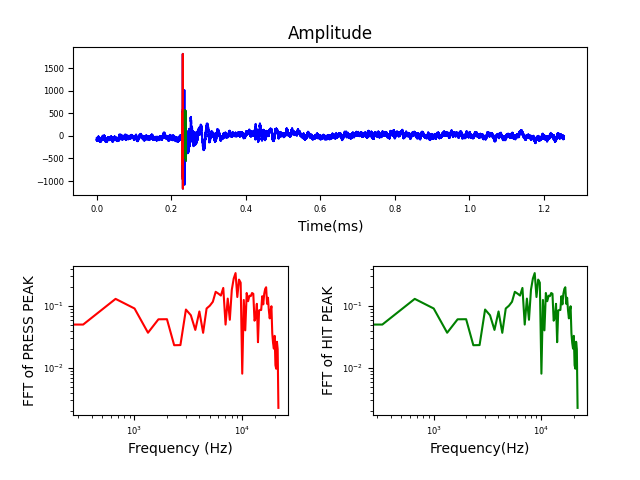 Amplitude
1500
1000
500
0
−500
−1000
0.0 0.2 0.4 0.6 0.8 1.0 1.2
Time(ms)
FFT of PRESS PEAK
10⁻¹
10⁻²
10³ 10⁴
Frequency (Hz)
FFT of HIT PEAK
10⁻¹
10⁻²
10³ 10⁴
Frequency(Hz)